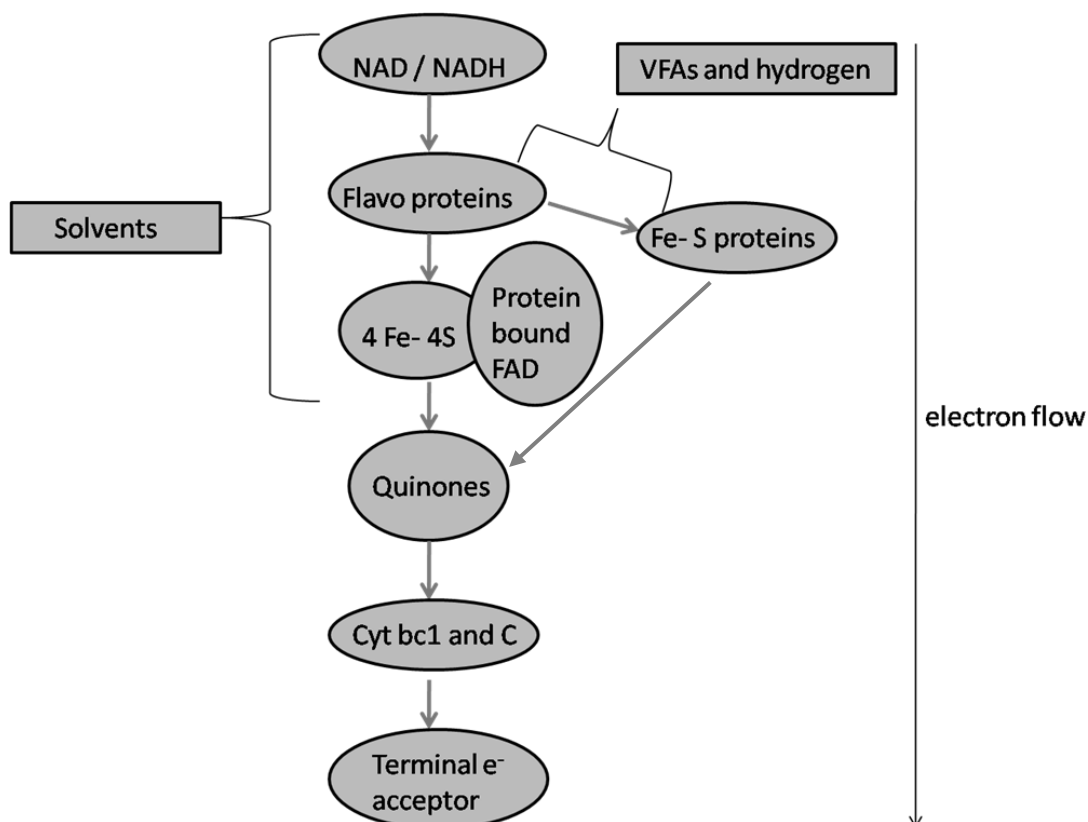 NAD / NADH
VFAs and hydrogen
Flavo proteins
Solvents
Fe- S proteins
4 Fe- 4S
Protein
bound
FAD
electron flow
Quinones
Cyt bc1 and C
Terminal e⁻
acceptor